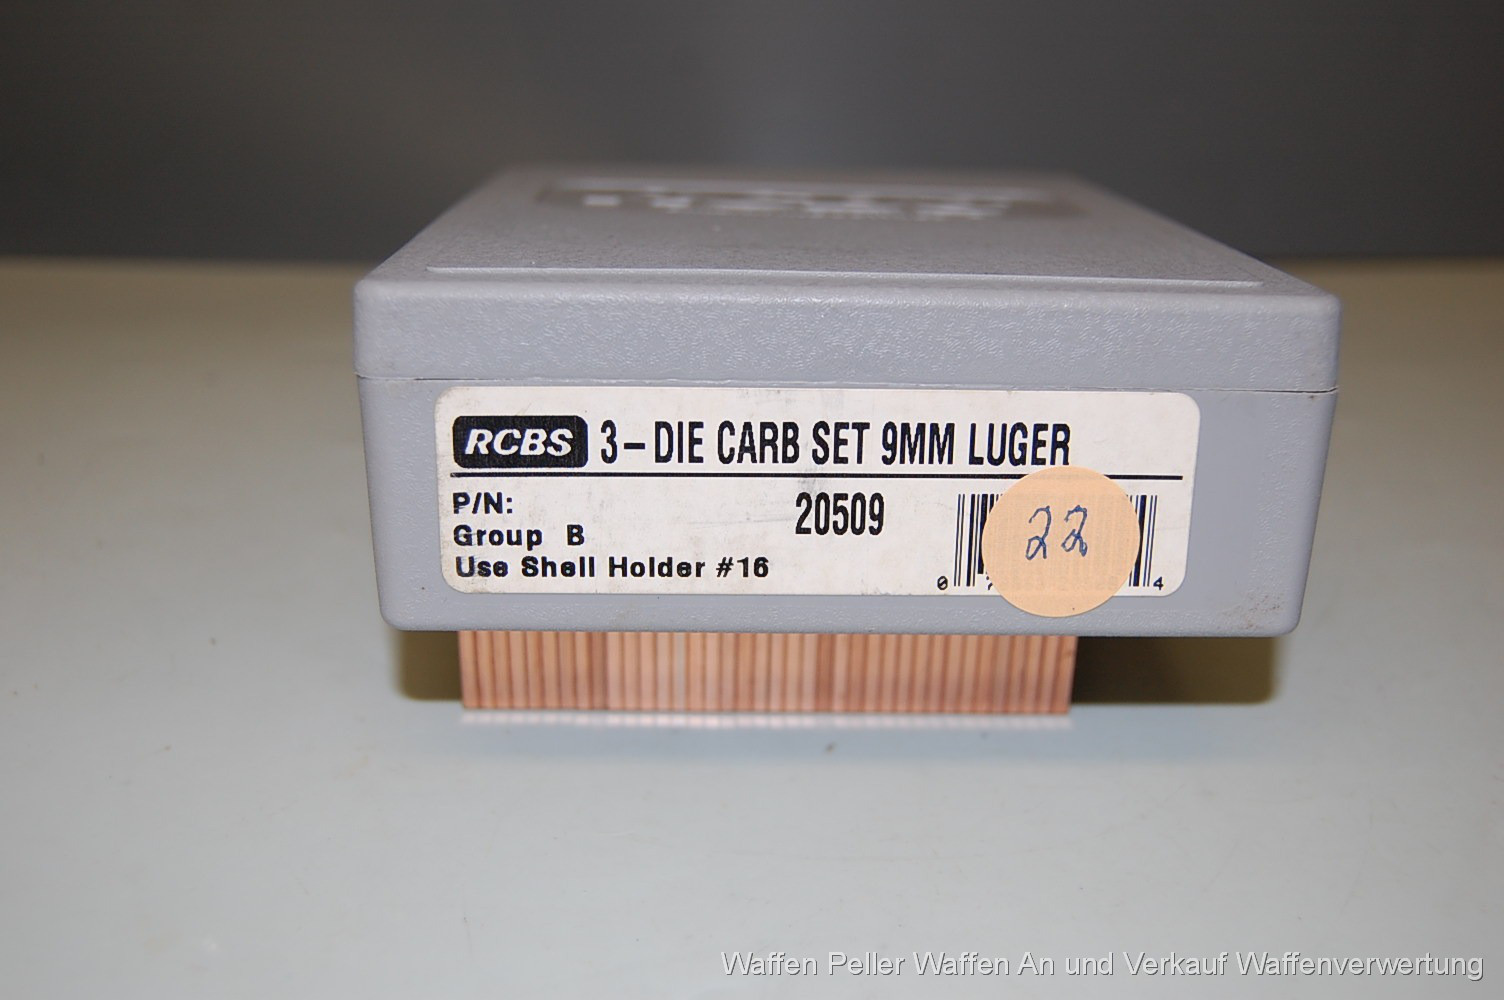 RCBS 3-DIE CARB SET 9MM LUGER
P/N: 20509
Group B
Use Shell Holder #16
22
0 4
Waffen Peller Waffen An und Verkauf Waffenverwertung